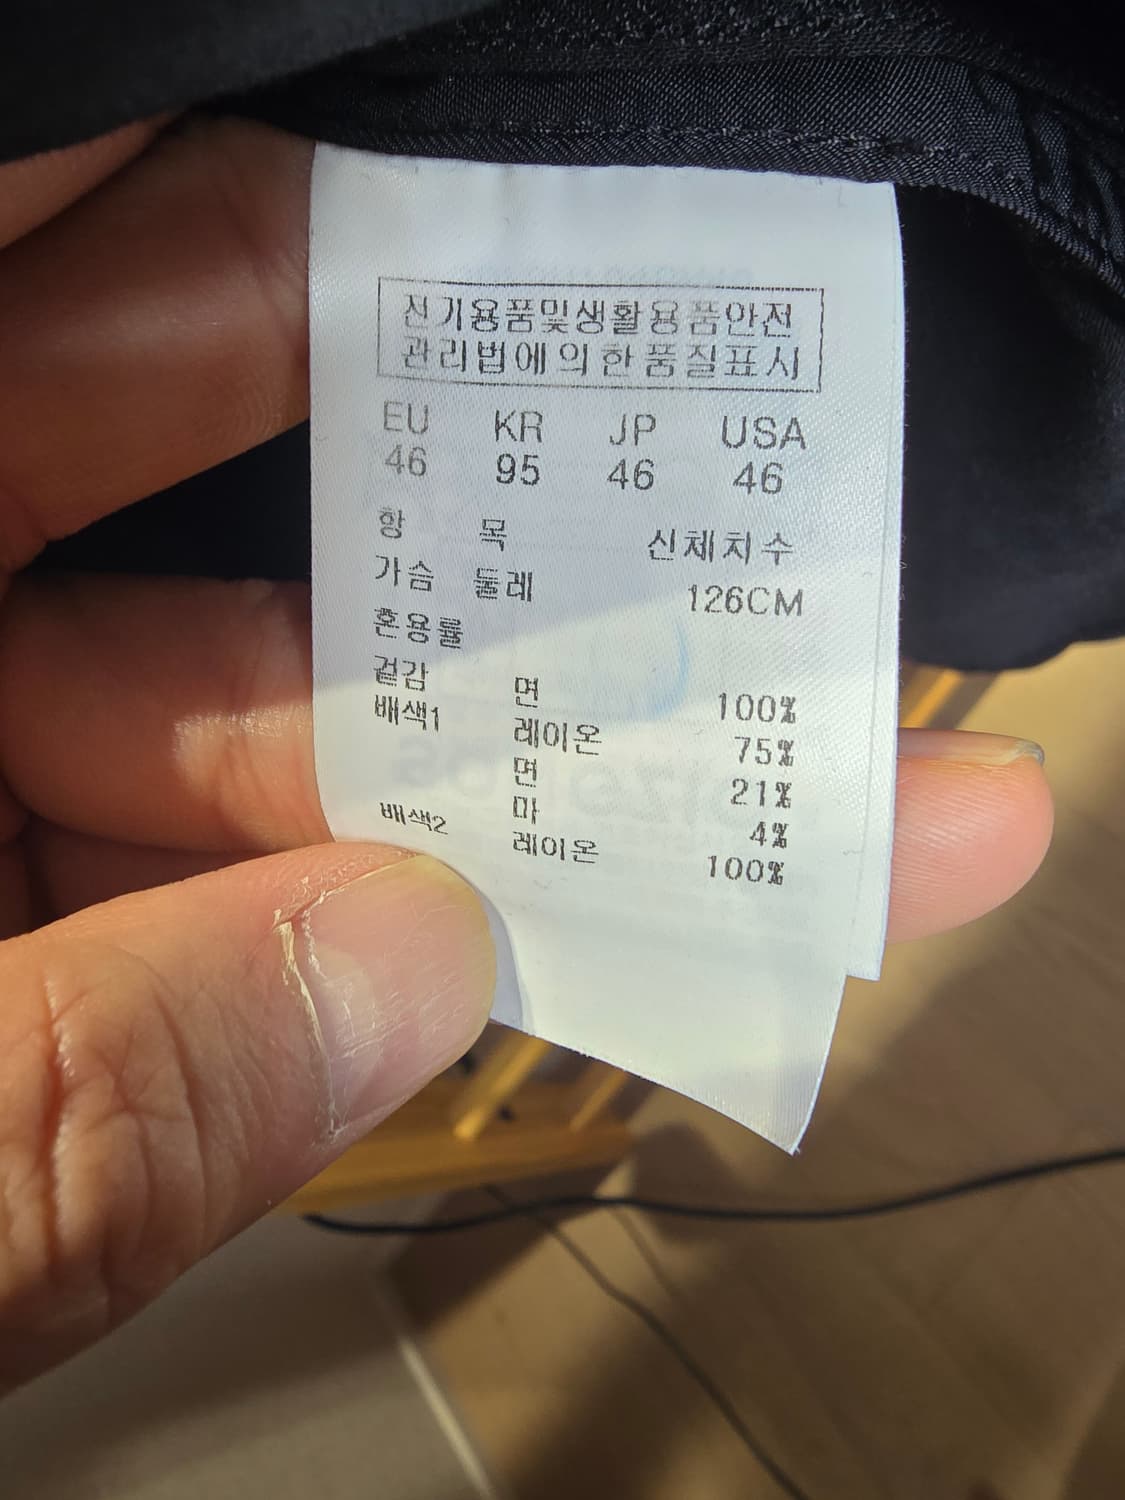 전기용품및생활용품안전
관리법에의한품질표시
EU KR JP USA
46 95 46 46
항 목 신체치수
가슴 둘레 126CM
혼용률
겉감 면 100%
배색1 레이온 75%
면 21%
마 4%
배색2 레이온 100%